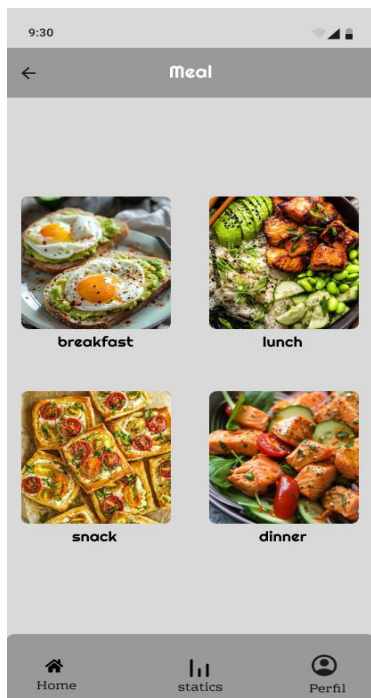 9:30
Meal
breakfast
lunch
snack
dinner
Home
statics
Perfil